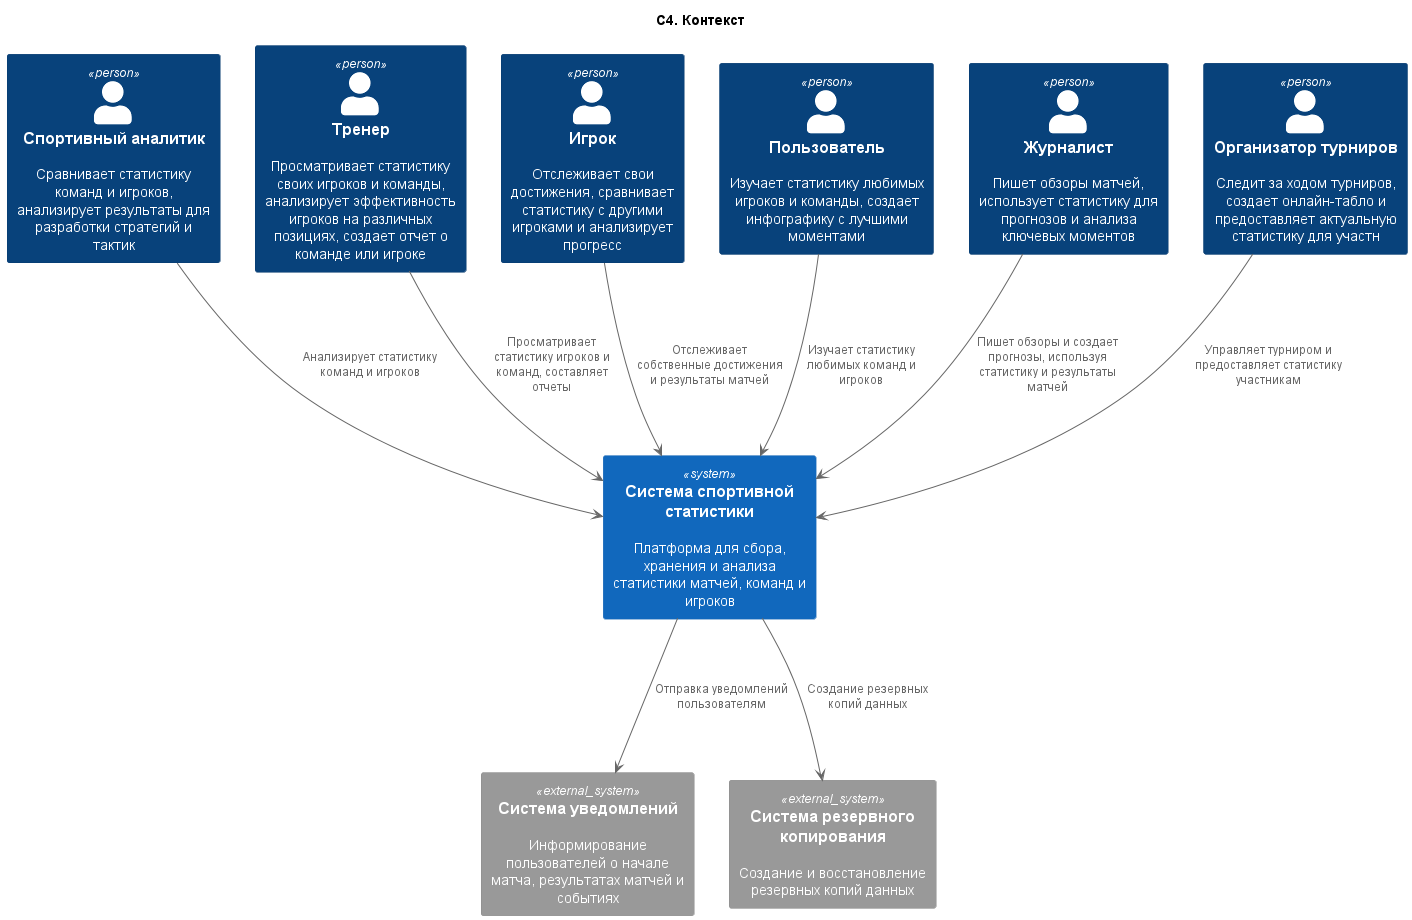 C4. Контекст
«person»
Спортивный аналитик
Сравнивает статистику
команд и игроков,
анализирует результаты для
разработки стратегий и
тактик
«person»
Тренер
Просматривает статистику
своих игроков и команды,
анализирует эффективность
игроков на различных
позициях, создает отчет о
команде или игроке
«person»
Игрок
Отслеживает свои
достижения, сравнивает
статистику с другими
игроками и анализирует
прогресс
«person»
Пользователь
Изучает статистику любимых
игроков и команды, создает
инфографику с лучшими
моментами
«person»
Журналист
Пишет обзоры матчей,
использует статистику для
прогнозов и анализа
ключевых моментов
«person»
Организатор турниров
Следит за ходом турниров,
создает онлайн-табло и
предоставляет актуальную
статистику для участн
Анализирует статистику
команд и игроков
Просматривает
статистику игроков и
команд, составляет
отчеты
Отслеживает
собственные достижения
и результаты матчей
Изучает статистику
любимых команд и
игроков
Пишет обзоры и создает
прогнозы, используя
статистику и результаты
матчей
Управляет турниром и
предоставляет статистику
участникам
«system»
Система спортивной
статистики
Платформа для сбора,
хранения и анализа
статистики матчей, команд и
игроков
Отправка уведомлений
пользователям
Создание резервных
копий данных
«external_system»
Система уведомлений
Информирование
пользователей о начале
матча, результатах матчей и
событиях
«external_system»
Система резервного
копирования
Создание и восстановление
резервных копий данных